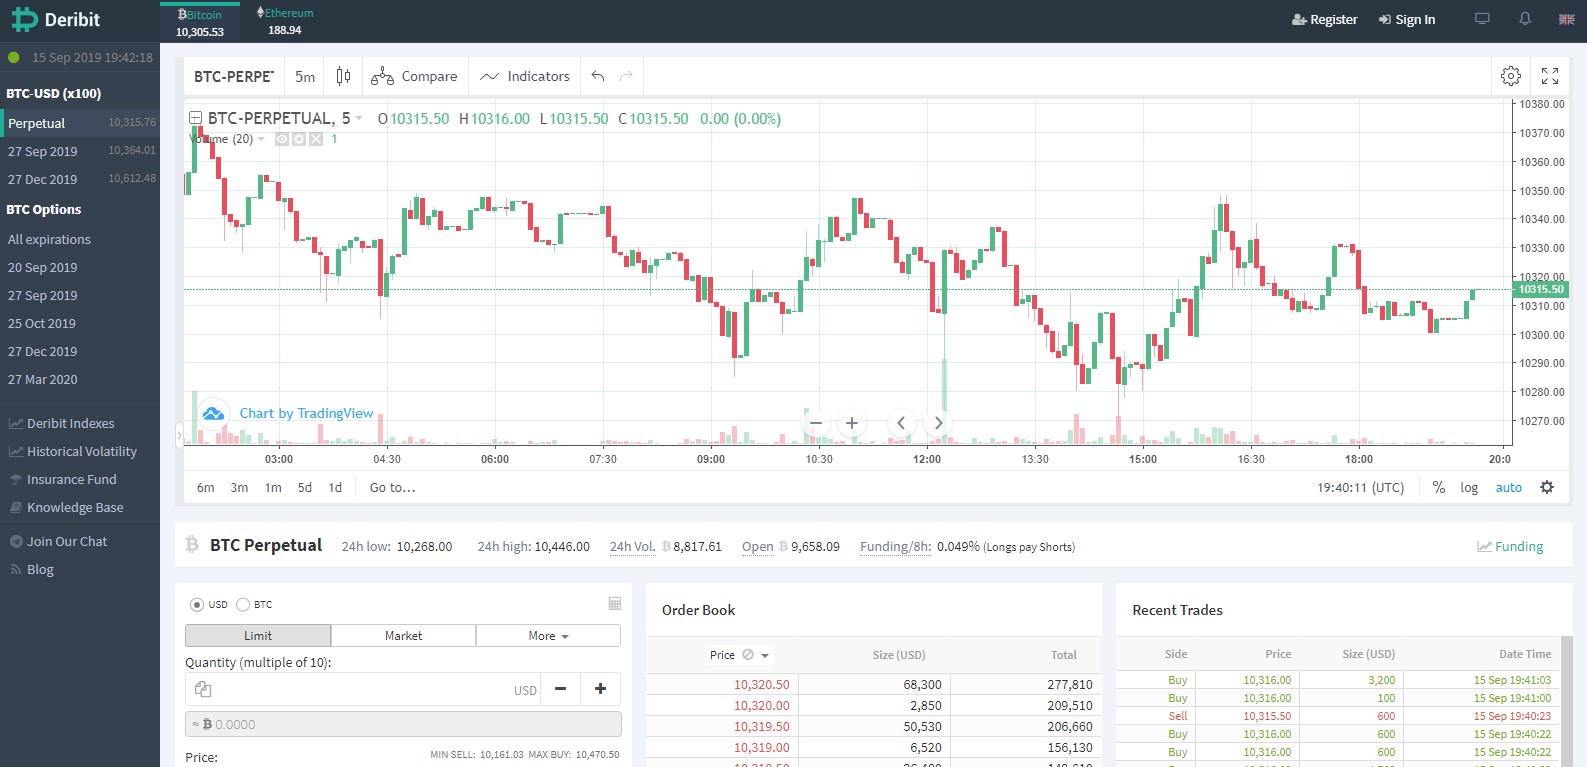 Deribit
Bitcoin
10,305.53
Ethereum
188.94
Register
Sign In
15 Sep 2019 19:42:18
BTC-USD (x100)
Perpetual 10,315.76
27 Sep 2019 10,364.01
27 Dec 2019 10,612.48
BTC Options
All expirations
20 Sep 2019
27 Sep 2019
25 Oct 2019
27 Dec 2019
27 Mar 2020
Deribit Indexes
Historical Volatility
Insurance Fund
Knowledge Base
Join Our Chat
Blog
BTC-PERPE 5m Compare Indicators
BTC-PERPETUAL, 5 O10315.50 H10316.00 L10315.50 C10315.50 0.00 (0.00%)
Volume (20) 1
10380.00
10370.00
10360.00
10350.00
10340.00
10330.00
10320.00
10315.50
10310.00
10300.00
10290.00
10280.00
10270.00
Chart by TradingView
03:00 04:30 06:00 07:30 09:00 10:30 12:00 13:30 15:00 16:30 18:00 20:0
6m 3m 1m 5d 1d Go to... 19:40:11 (UTC) % log auto
BTC Perpetual 24h low: 10,268.00 24h high: 10,446.00 24h Vol. ₿ 8,817.61 Open ₿ 9,658.09 Funding/8h: 0.049% (Longs pay Shorts) Funding
USD BTC
Limit Market More
Quantity (multiple of 10):
USD − +
≈ ₿ 0.0000
Price: MIN SELL: 10,161.03 MAX BUY: 10,470.50
Order Book
Price Size (USD) Total
10,320.50 68,300 277,810
10,320.00 2,850 209,510
10,319.50 50,530 206,660
10,319.00 6,520 156,130
Recent Trades
Side Price Size (USD) Date Time
Buy 10,316.00 3,200 15 Sep 19:41:03
Buy 10,316.00 100 15 Sep 19:41:00
Sell 10,315.50 600 15 Sep 19:40:23
Buy 10,316.00 600 15 Sep 19:40:22
Buy 10,316.00 600 15 Sep 19:40:22